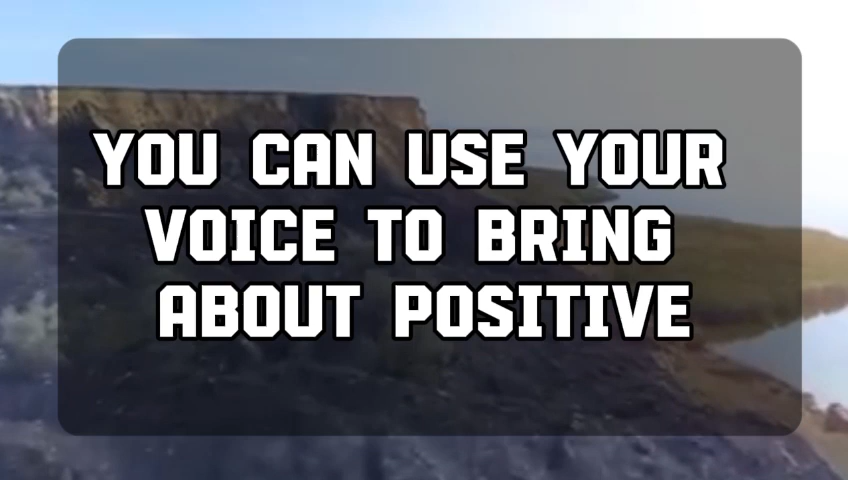 YOU CAN USE YOUR
VOICE TO BRING
ABOUT POSITIVE